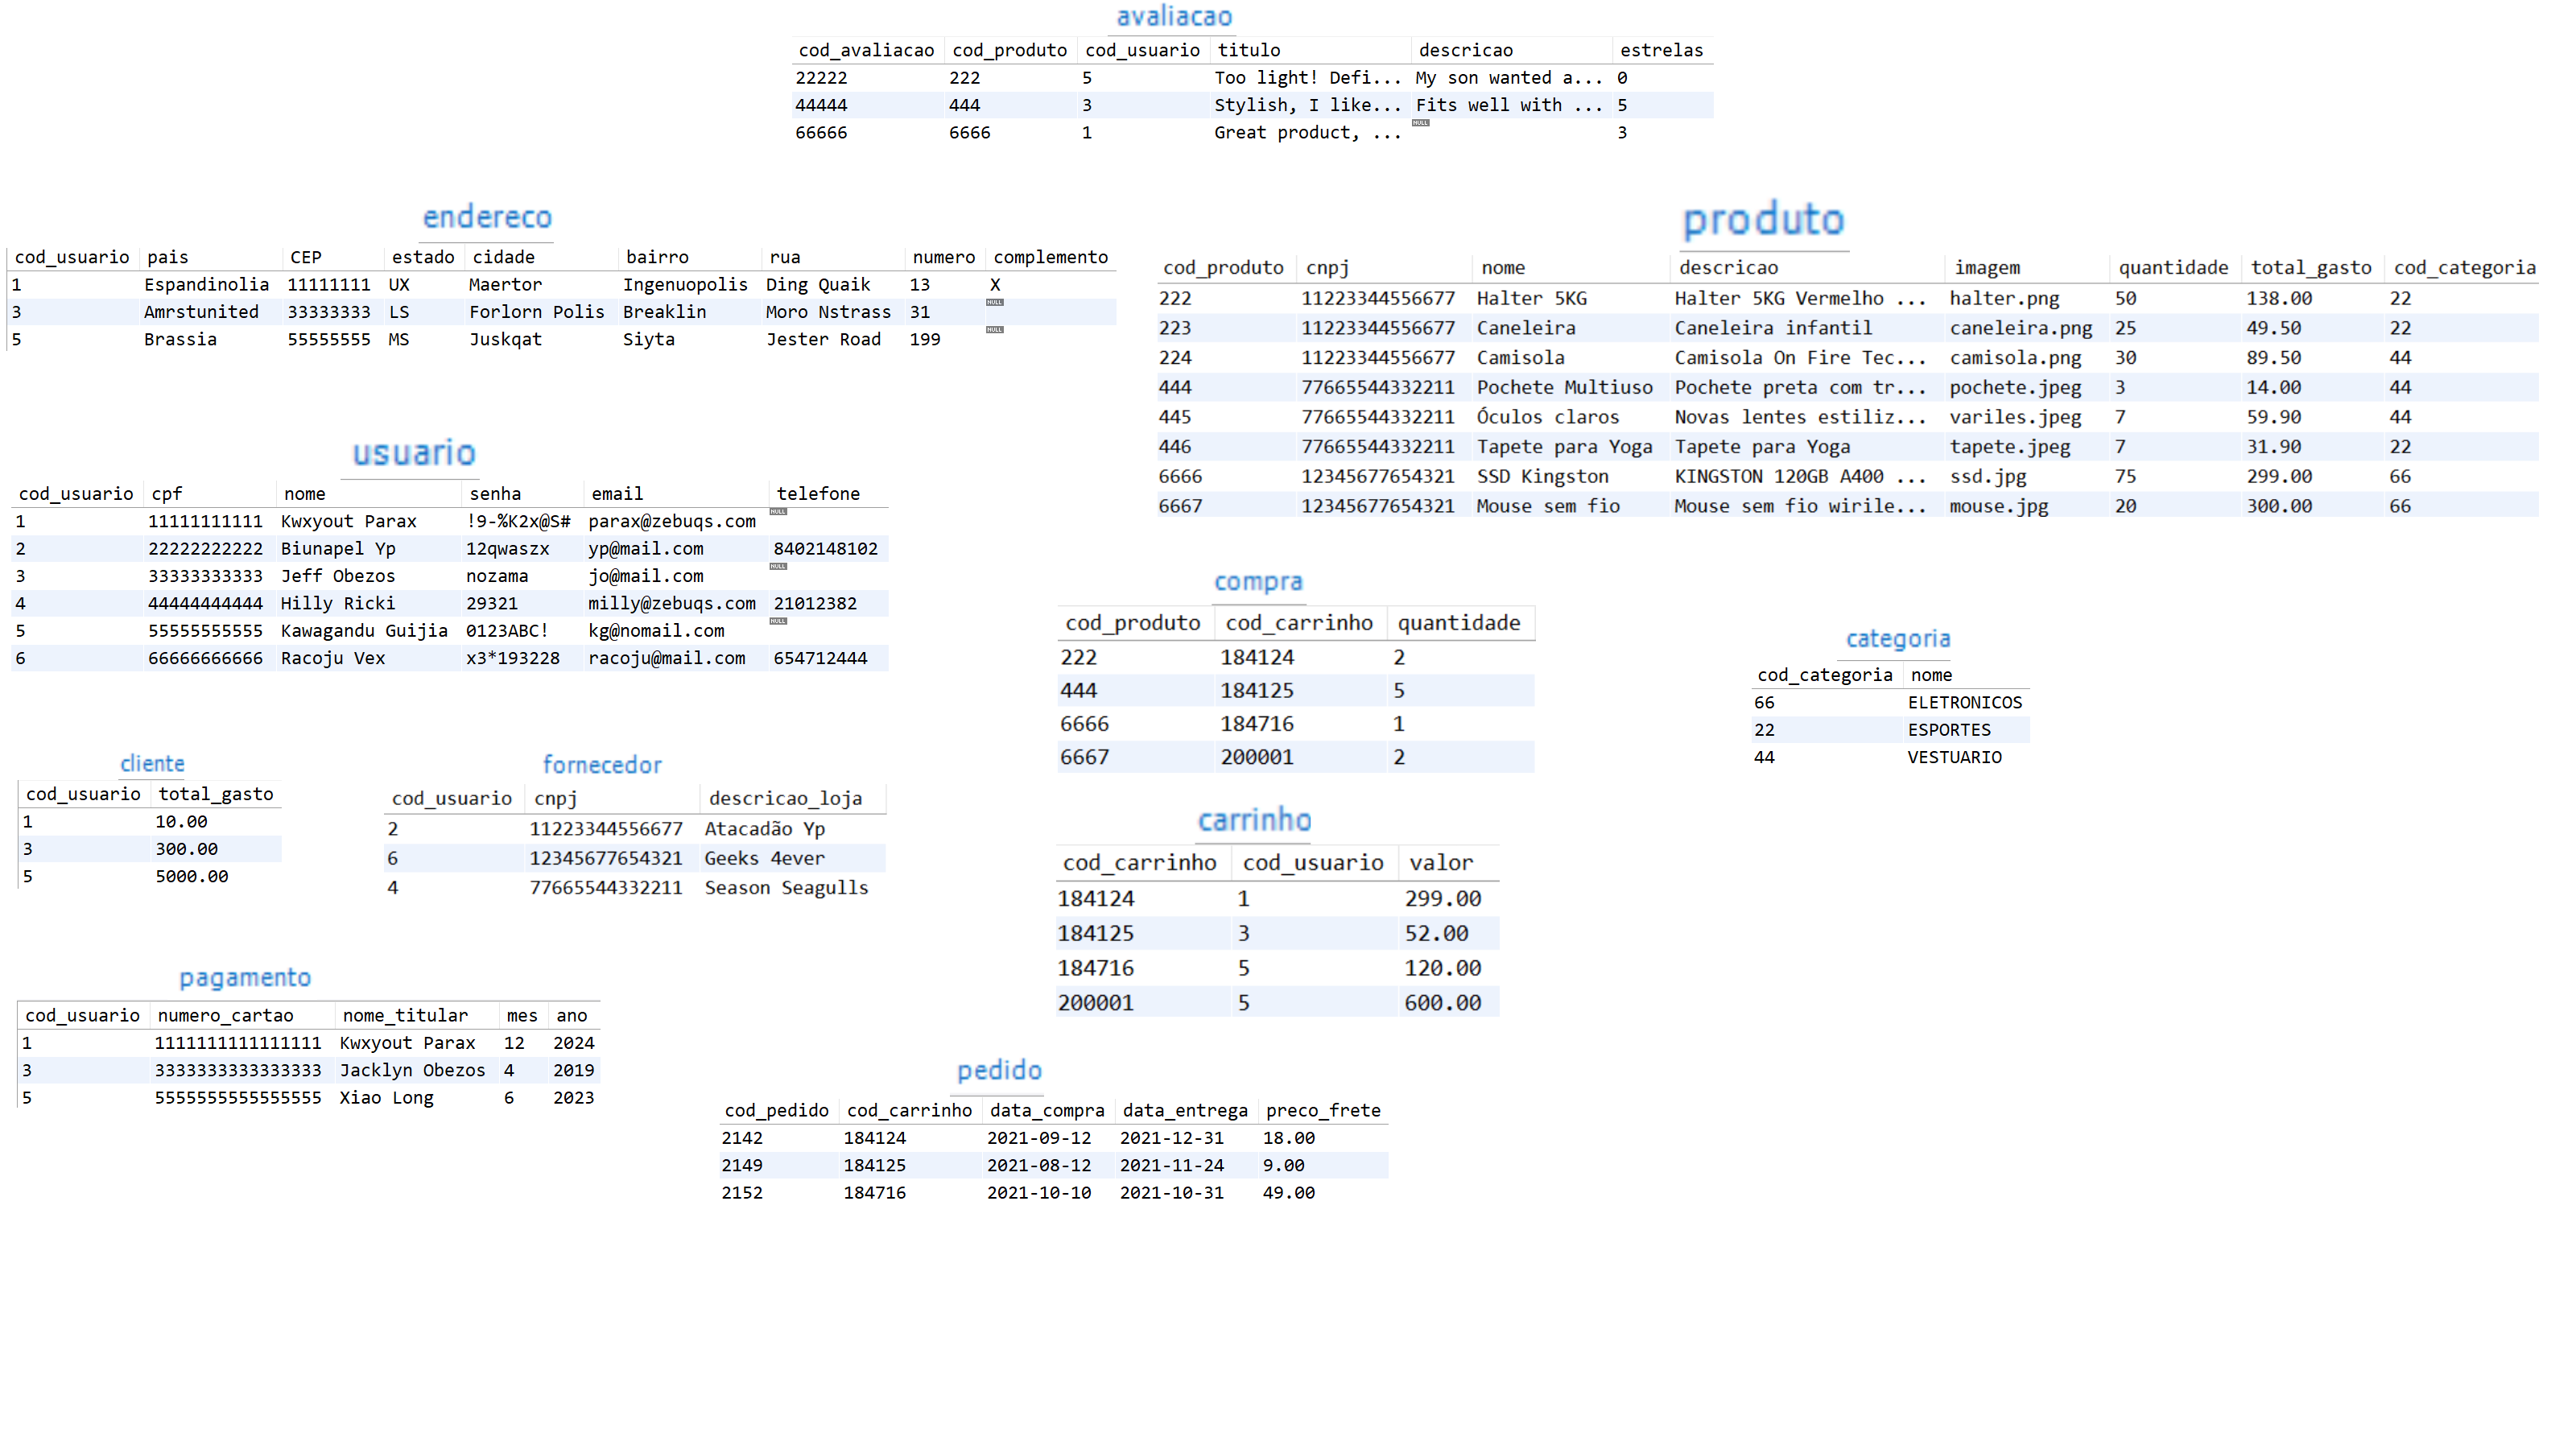 avaliacao
cod_avaliacao cod_produto cod_usuario titulo descricao estrelas
22222 222 5 Too light! Defi... My son wanted a... 0
44444 444 3 Stylish, I like... Fits well with ... 5
66666 6666 1 Great product, ... NULL 3
endereco
cod_usuario pais CEP estado cidade bairro rua numero complemento
1 Espandinolia 11111111 UX Maertor Ingenuopolis Ding Quaik 13 X
3 Amrstunited 33333333 LS Forlorn Polis Breaklin Moro Nstrass 31 NULL
5 Brassia 55555555 MS Juskqat Siyta Jester Road 199 NULL
produto
cod_produto cnpj nome descricao imagem quantidade total_gasto cod_categoria
222 11223344556677 Halter 5KG Halter 5KG Vermelho ... halter.png 50 138.00 22
223 11223344556677 Caneleira Caneleira infantil caneleira.png 25 49.50 22
224 11223344556677 Camisola Camisola On Fire Tec... camisola.png 30 89.50 44
444 77665544332211 Pochete Multiuso Pochete preta com tr... pochete.jpeg 3 14.00 44
445 77665544332211 Óculos claros Novas lentes estiliz... variles.jpeg 7 59.90 44
446 77665544332211 Tapete para Yoga Tapete para Yoga tapete.jpeg 7 31.90 22
6666 12345677654321 SSD Kingston KINGSTON 120GB A400 ... ssd.jpg 75 299.00 66
6667 12345677654321 Mouse sem fio Mouse sem fio wirile... mouse.jpg 20 300.00 66
usuario
cod_usuario cpf nome senha email telefone
1 11111111111 Kwxyout Parax !9-%K2x@S# parax@zebuqs.com NULL
2 22222222222 Biunapel Yp 12qwaszx yp@mail.com 8402148102
3 33333333333 Jeff Obezos nozama jo@mail.com NULL
4 44444444444 Hilly Ricki 29321 milly@zebuqs.com 21012382
5 55555555555 Kawagandu Guijia 0123ABC! kg@nomail.com NULL
6 66666666666 Racoju Vex x3*193228 racoju@mail.com 654712444
compra
cod_produto cod_carrinho quantidade
222 184124 2
444 184125 5
6666 184716 1
6667 200001 2
categoria
cod_categoria nome
66 ELETRONICOS
22 ESPORTES
44 VESTUARIO
cliente
cod_usuario total_gasto
1 10.00
3 300.00
5 5000.00
fornecedor
cod_usuario cnpj descricao_loja
2 11223344556677 Atacadão Yp
6 12345677654321 Geeks 4ever
4 77665544332211 Season Seagulls
carrinho
cod_carrinho cod_usuario valor
184124 1 299.00
184125 3 52.00
184716 5 120.00
200001 5 600.00
pagamento
cod_usuario numero_cartao nome_titular mes ano
1 1111111111111111 Kwxyout Parax 12 2024
3 3333333333333333 Jacklyn Obezos 4 2019
5 5555555555555555 Xiao Long 6 2023
pedido
cod_pedido cod_carrinho data_compra data_entrega preco_frete
2142 184124 2021-09-12 2021-12-31 18.00
2149 184125 2021-08-12 2021-11-24 9.00
2152 184716 2021-10-10 2021-10-31 49.00